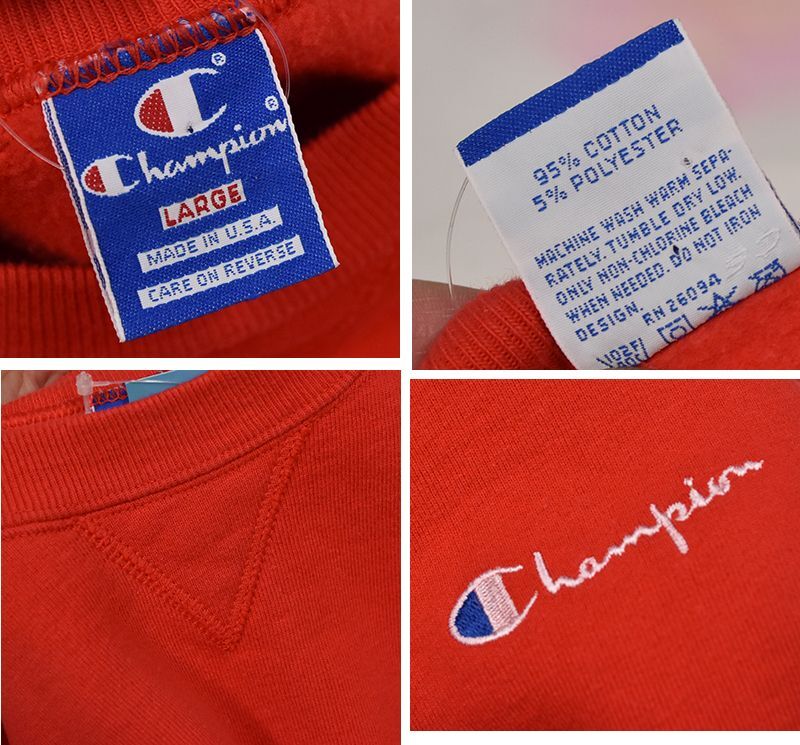 Champion
LARGE
MADE IN U.S.A.
CARE ON REVERSE
95% COTTON
5% POLYESTER
MACHINE WASH WARM SEPA-
RATELY. TUMBLE DRY LOW.
ONLY NON-CHLORINE BLEACH
WHEN NEEDED. DO NOT IRON
DESIGN.
RN 26094
Champion